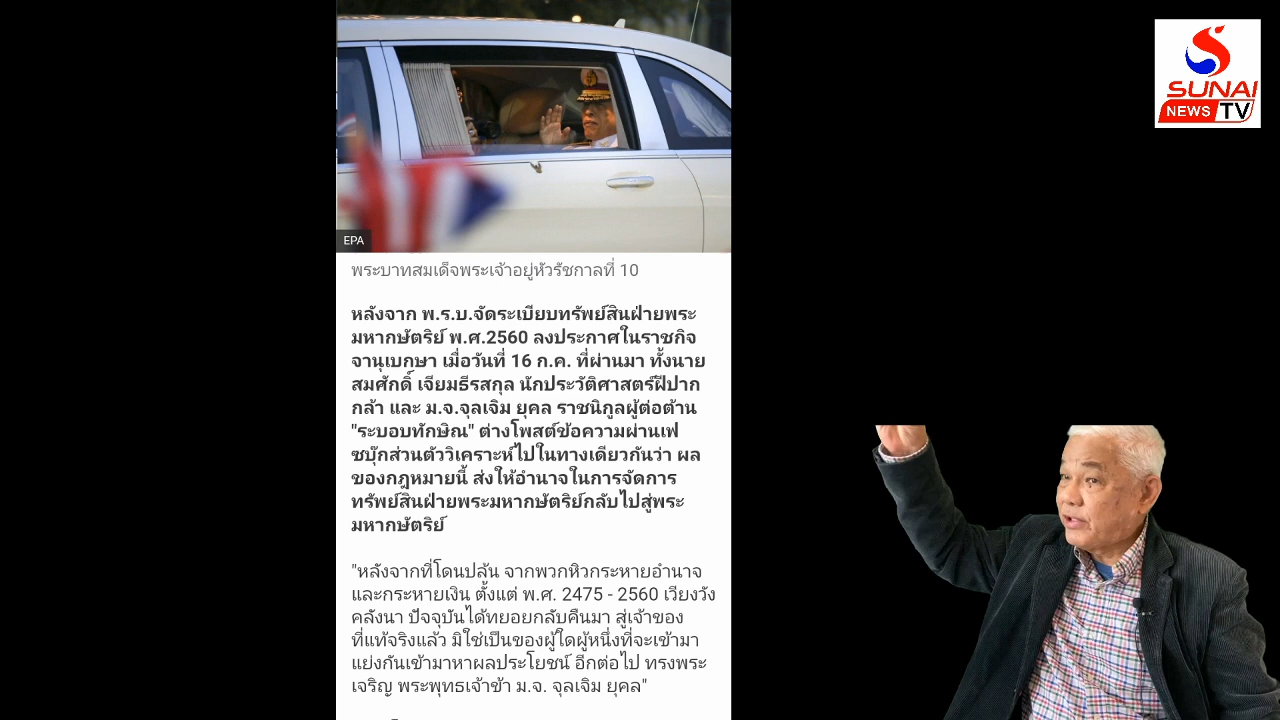 SUNAI
NEWS TV
EPA
พระบาทสมเด็จพระเจ้าอยู่หัวรัชกาลที่ 10
หลังจาก พ.ร.บ.จัดระเบียบทรัพย์สินฝ่ายพระ
มหากษัตริย์ พ.ศ.2560 ลงประกาศในราชกิจ
จานุเบกษา เมื่อวันที่ 16 ก.ค. ที่ผ่านมา ทั้งนาย
สมศักดิ์ เจียมธีรสกุล นักประวัติศาสตร์ฝีปาก
กล้า และ ม.จ.จุลเจิม ยุคล ราชนิกูลผู้ต่อต้าน
"ระบอบทักษิณ" ต่างโพสต์ข้อความผ่านเฟ
ซบุ๊กส่วนตัววิเคราะห์ไปในทางเดียวกันว่า ผล
ของกฎหมายนี้ ส่งให้อำนาจในการจัดการ
ทรัพย์สินฝ่ายพระมหากษัตริย์กลับไปสู่พระ
มหากษัตริย์
"หลังจากที่โดนปล้น จากพวกหิวกระหายอำนาจ
และกระหายเงิน ตั้งแต่ พ.ศ. 2475 - 2560 เวียงวัง
คลังนา ปัจจุบันได้ทยอยกลับคืนมา สู่เจ้าของ
ที่แท้จริงแล้ว มิใช่เป็นของผู้ใดผู้หนึ่งที่จะเข้ามา
แย่งกันเข้ามาหาผลประโยชน์ อีกต่อไป ทรงพระ
เจริญ พระพุทธเจ้าข้า ม.จ. จุลเจิม ยุคล"